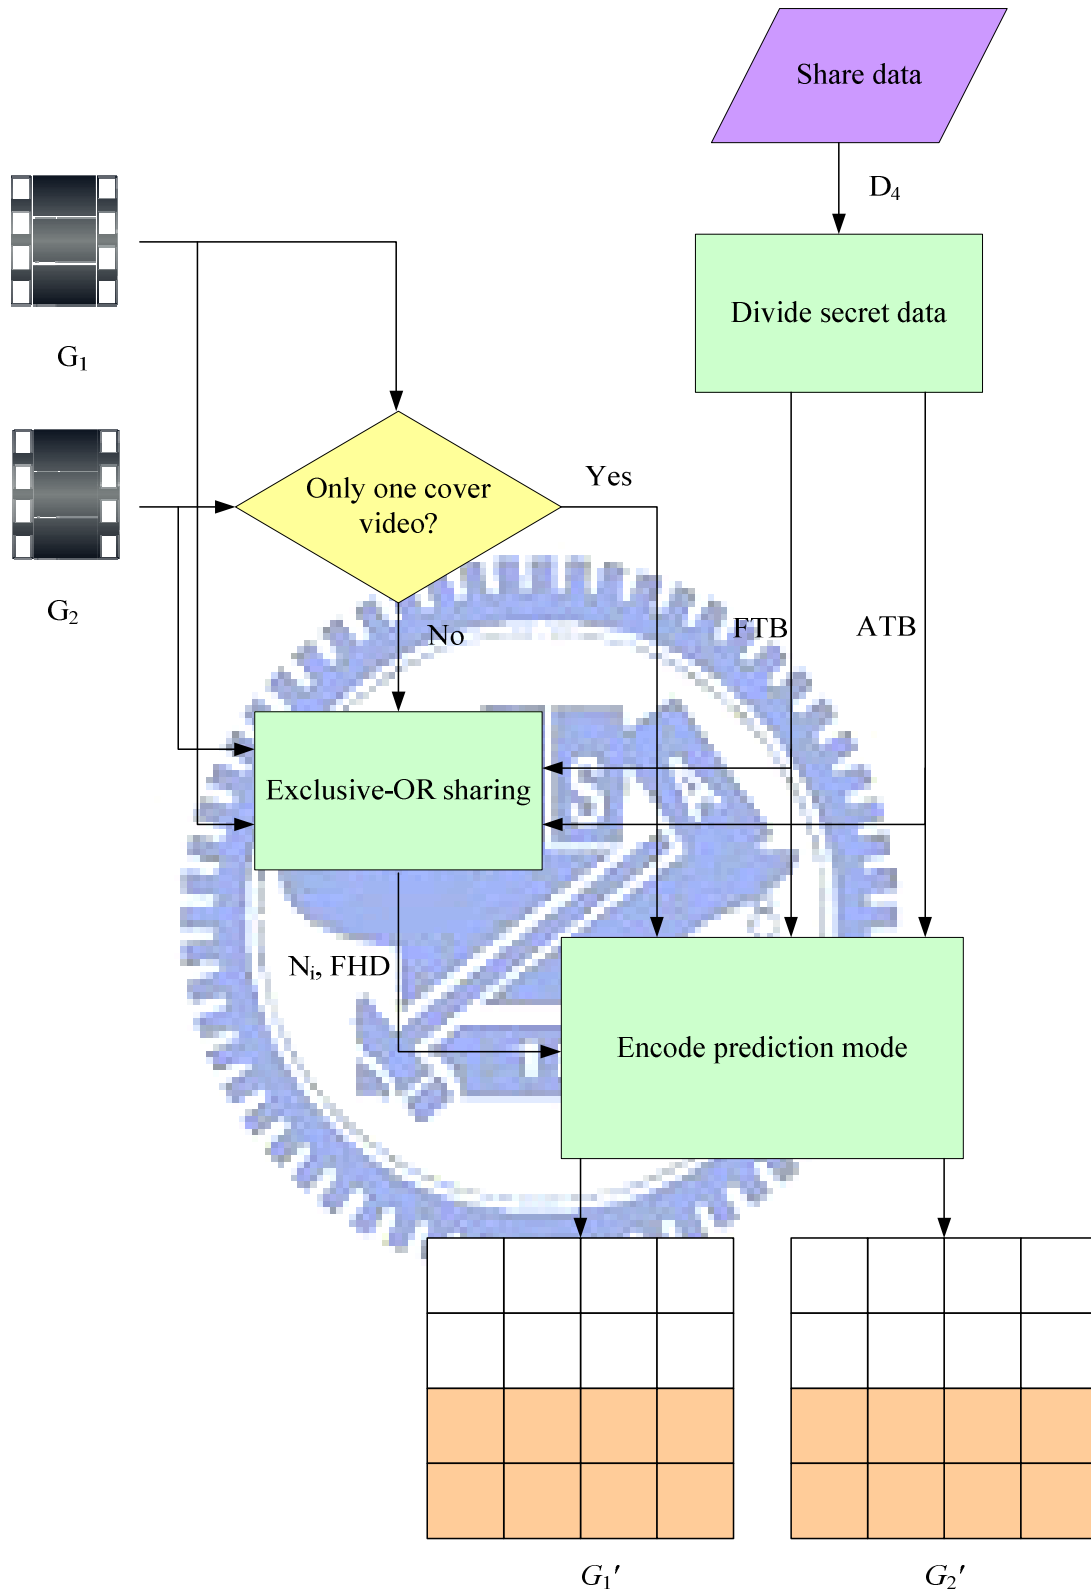 Share data
D₄
G₁
Divide secret data
Only one cover
video?
Yes
G₂
No
FTB
ATB
Exclusive-OR sharing
Nᵢ, FHD
Encode prediction mode
G₁′
G₂′